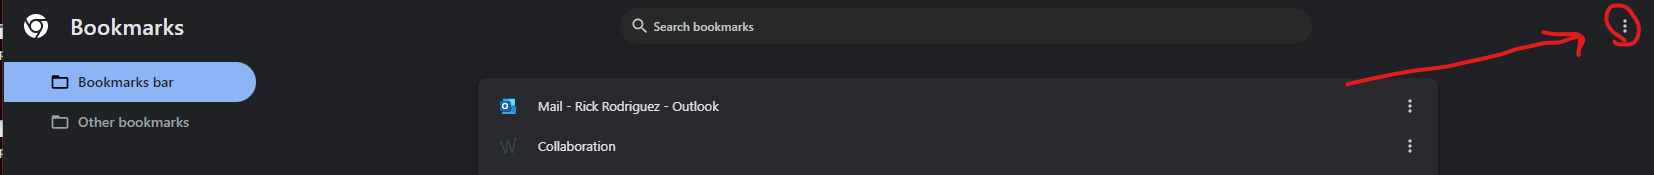 Bookmarks
Search bookmarks
Bookmarks bar
Other bookmarks
Mail - Rick Rodriguez - Outlook
Collaboration